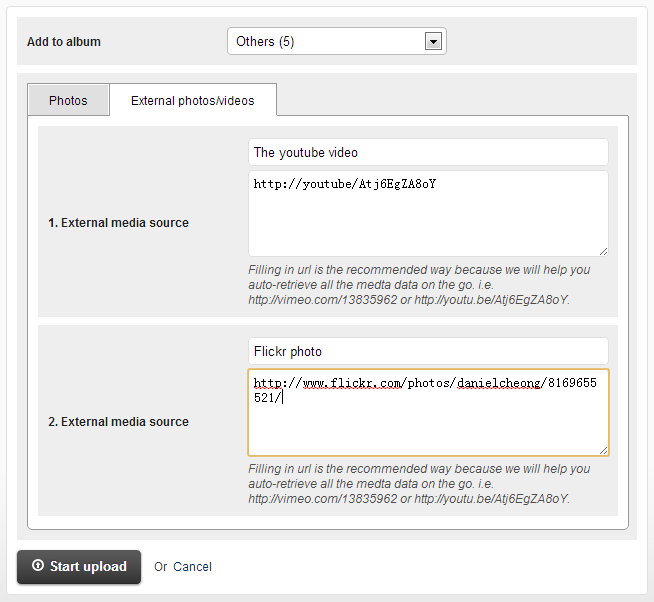 Add to album
Others (5)
Photos
External photos/videos
The youtube video
http://youtube/Atj6EgZA8oY
1. External media source
Filling in url is the recommended way because we will help you
auto-retrieve all the medta data on the go. i.e.
http://vimeo.com/13835962 or http://youtu.be/Atj6EgZA8oY.
Flickr photo
http://www.flickr.com/photos/danielcheong/8169655
521/
2. External media source
Filling in url is the recommended way because we will help you
auto-retrieve all the medta data on the go. i.e.
http://vimeo.com/13835962 or http://youtu.be/Atj6EgZA8oY.
Start upload
Or Cancel